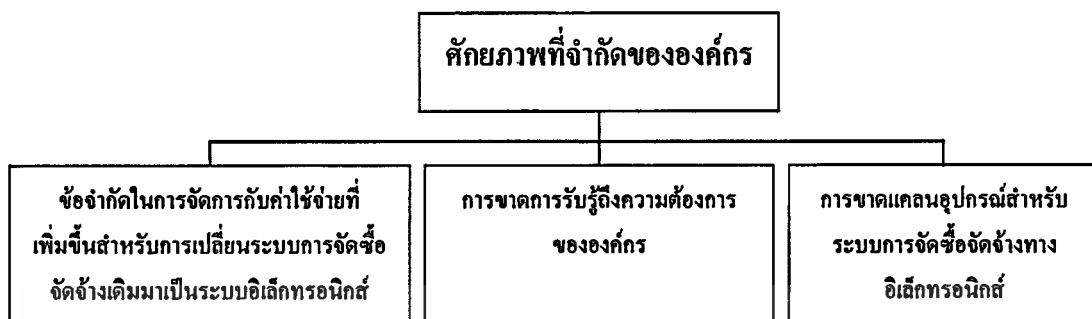 ศักยภาพที่จำกัดขององค์กร
ข้อจำกัดในการจัดการกับค่าใช้จ่ายที่
เพิ่มขึ้นสำหรับการเปลี่ยนระบบการจัดซื้อ
จัดจ้างเดิมมาเป็นระบบอิเล็กทรอนิกส์
การขาดการรับรู้ถึงความต้องการ
ขององค์กร
การขาดแคลนอุปกรณ์สำหรับ
ระบบการจัดซื้อจัดจ้างทาง
อิเล็กทรอนิกส์